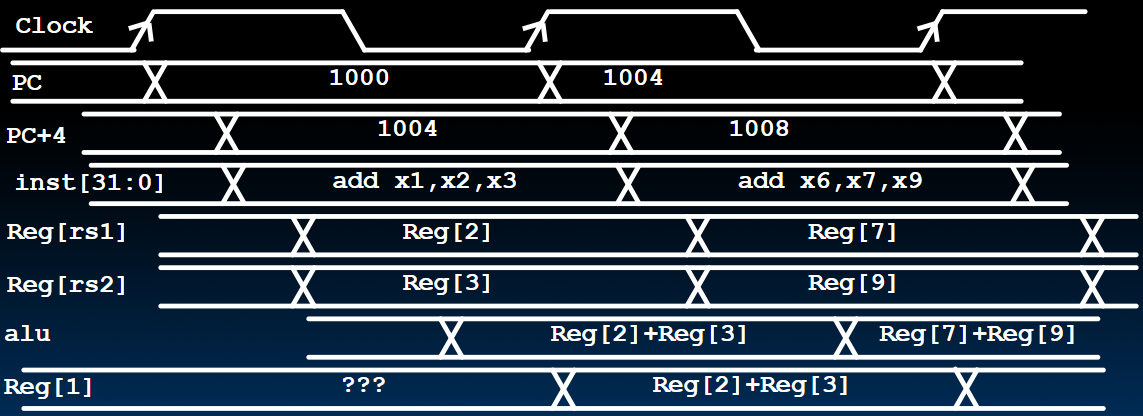 Clock
PC 1000 1004
PC+4 1004 1008
inst[31:0] add x1,x2,x3 add x6,x7,x9
Reg[rs1] Reg[2] Reg[7]
Reg[rs2] Reg[3] Reg[9]
alu Reg[2]+Reg[3] Reg[7]+Reg[9]
Reg[1] ??? Reg[2]+Reg[3]